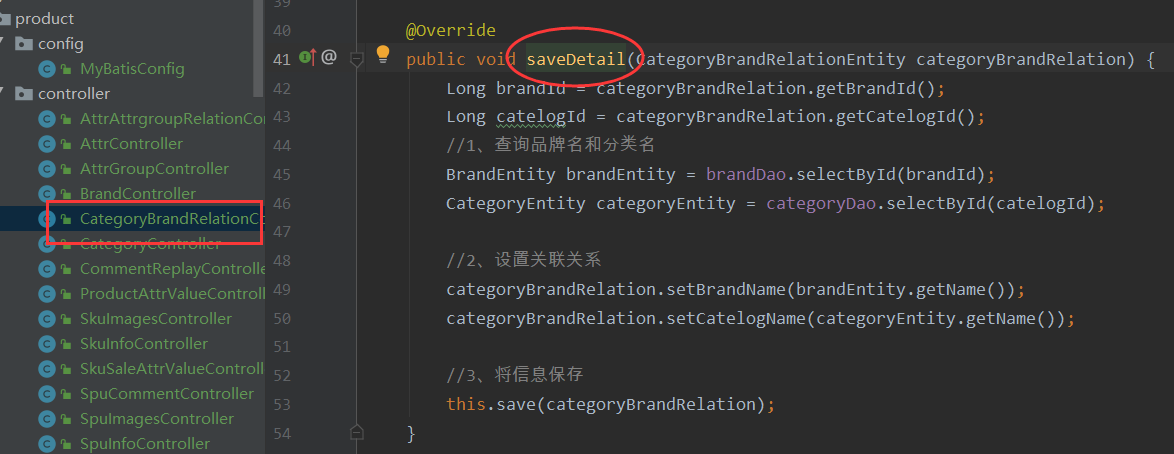 product
config
MyBatisConfig
controller
AttrAttrgroupRelationCon
AttrController
AttrGroupController
BrandController
CategoryBrandRelationCo
CategoryController
CommentReplayControlle
ProductAttrValueControll
SkuImagesController
SkuInfoController
SkuSaleAttrValueControll
SpuCommentController
SpuImagesController
SpuInfoController
39
40 @Override
41 @ public void saveDetail(CategoryBrandRelationEntity categoryBrandRelation) {
42 Long brandId = categoryBrandRelation.getBrandId();
43 Long catelogId = categoryBrandRelation.getCatelogId();
44 //1、查询品牌名和分类名
45 BrandEntity brandEntity = brandDao.selectById(brandId);
46 CategoryEntity categoryEntity = categoryDao.selectById(catelogId);
47
48 //2、设置关联关系
49 categoryBrandRelation.setBrandName(brandEntity.getName());
50 categoryBrandRelation.setCatelogName(categoryEntity.getName());
51
52 //3、将信息保存
53 this.save(categoryBrandRelation);
54 }